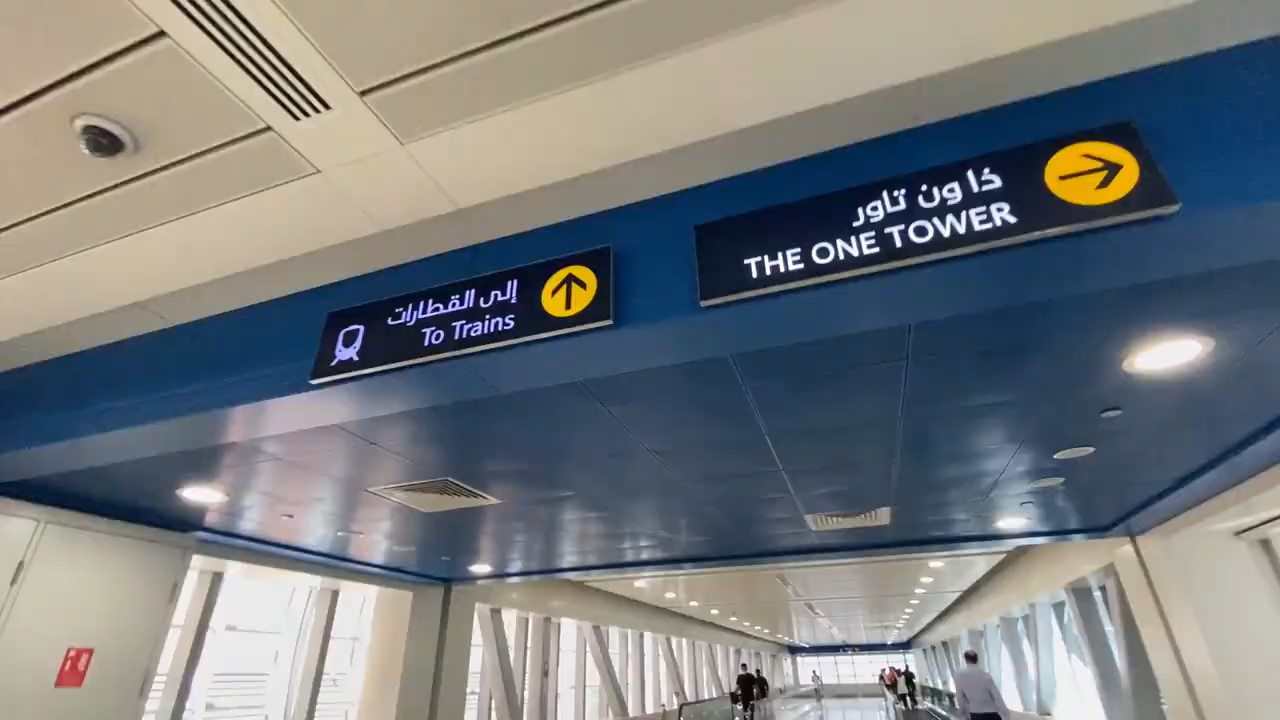 إلى القطارات
To Trains
ذا ون تاور
THE ONE TOWER